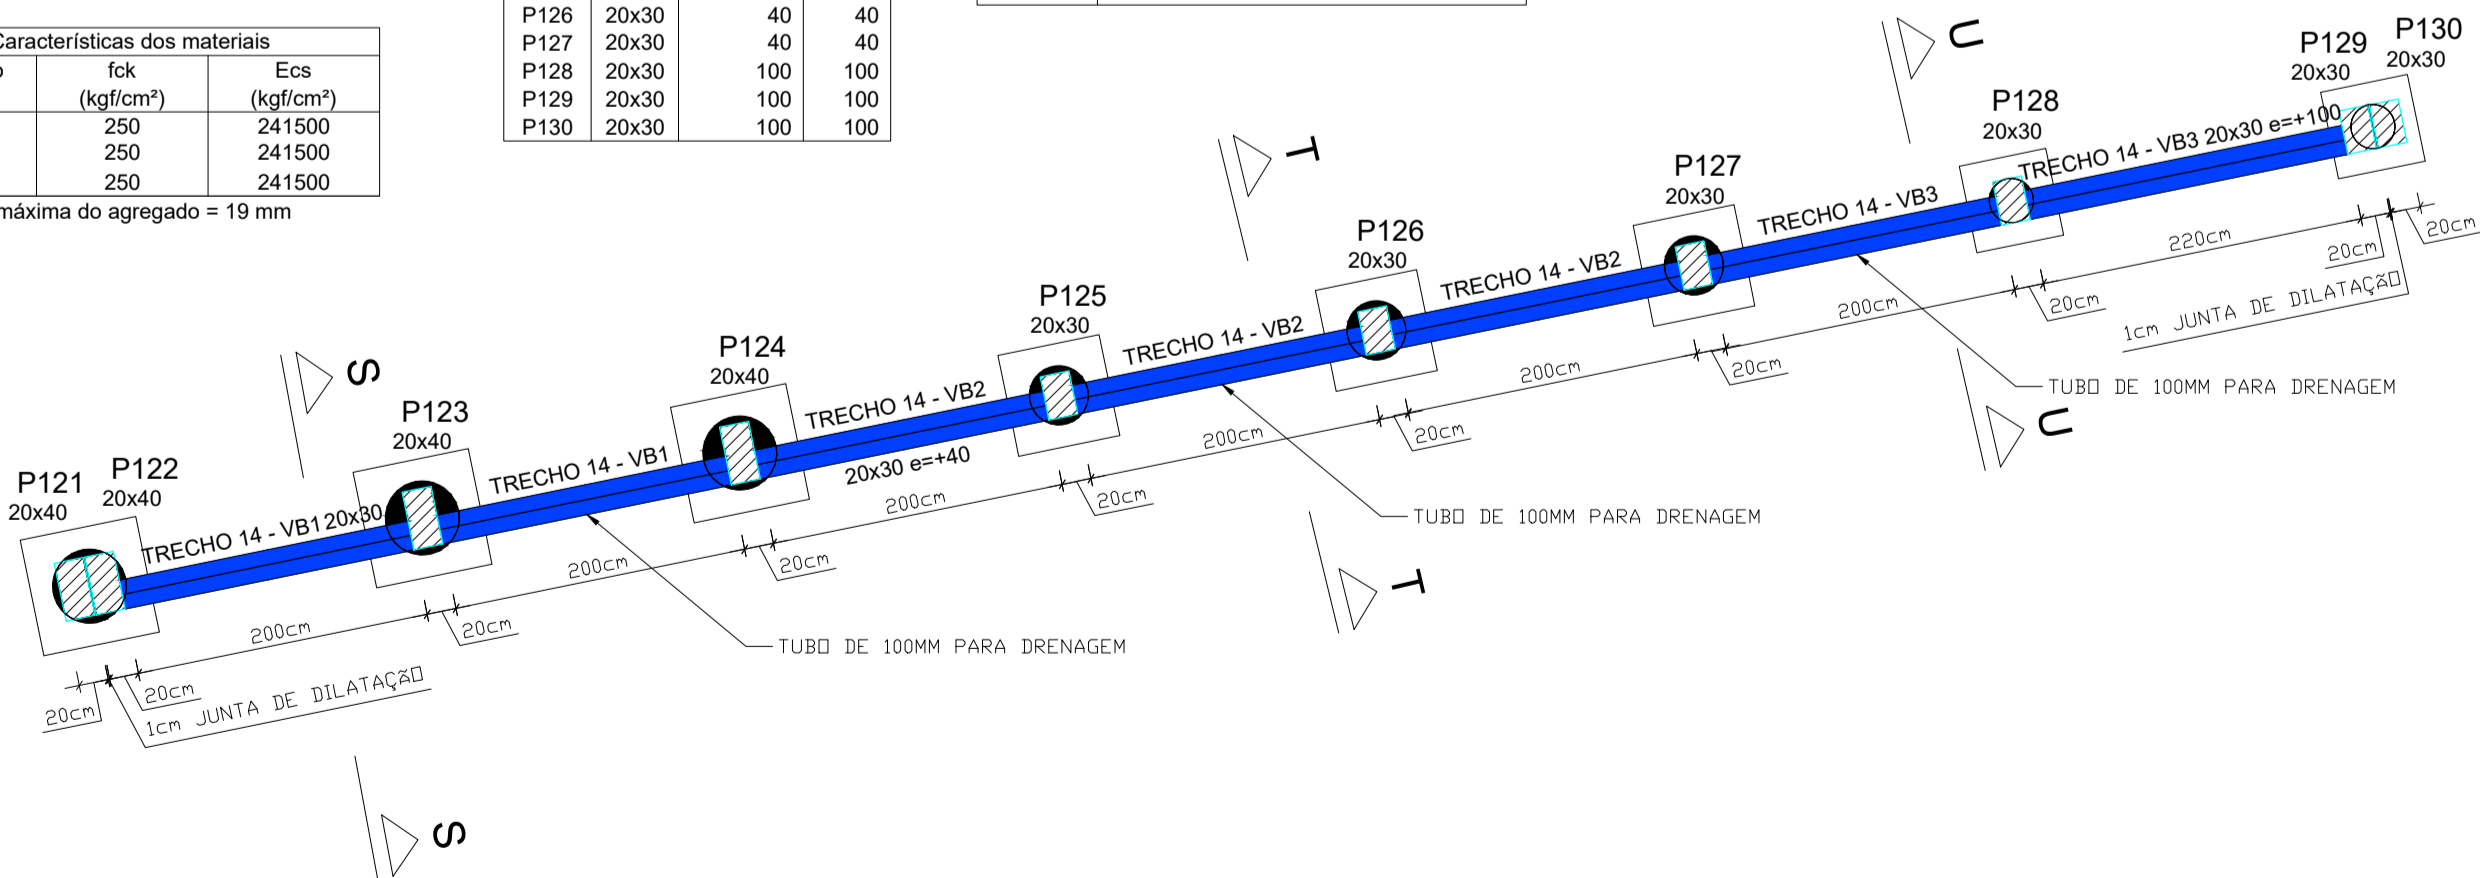 Características dos materiais
fck Ecs
(kgf/cm²) (kgf/cm²)
250 241500
250 241500
250 241500
máxima do agregado = 19 mm
P126 20x30 40 40
P127 20x30 40 40
P128 20x30 100 100
P129 20x30 100 100
P130 20x30 100 100
P121
20x40
P122
20x40
TRECHO 14 - VB1 20x30
P123
20x40
TRECHO 14 - VB1
P124
20x40
TRECHO 14 - VB2
20x30 e=+40
P125
20x30
TRECHO 14 - VB2
P126
20x30
TRECHO 14 - VB2
P127
20x30
TRECHO 14 - VB3
P128
20x30
TRECHO 14 - VB3 20x30 e=+100
P129
20x30
P130
20x30
S
S
T
T
U
U
20cm
1cm JUNTA DE DILATAÇÃO
20cm
200cm
20cm
200cm
20cm
200cm
20cm
200cm
20cm
200cm
20cm
200cm
20cm
220cm
20cm
1cm JUNTA DE DILATAÇÃO
20cm
TUBO DE 100MM PARA DRENAGEM
TUBO DE 100MM PARA DRENAGEM
TUBO DE 100MM PARA DRENAGEM